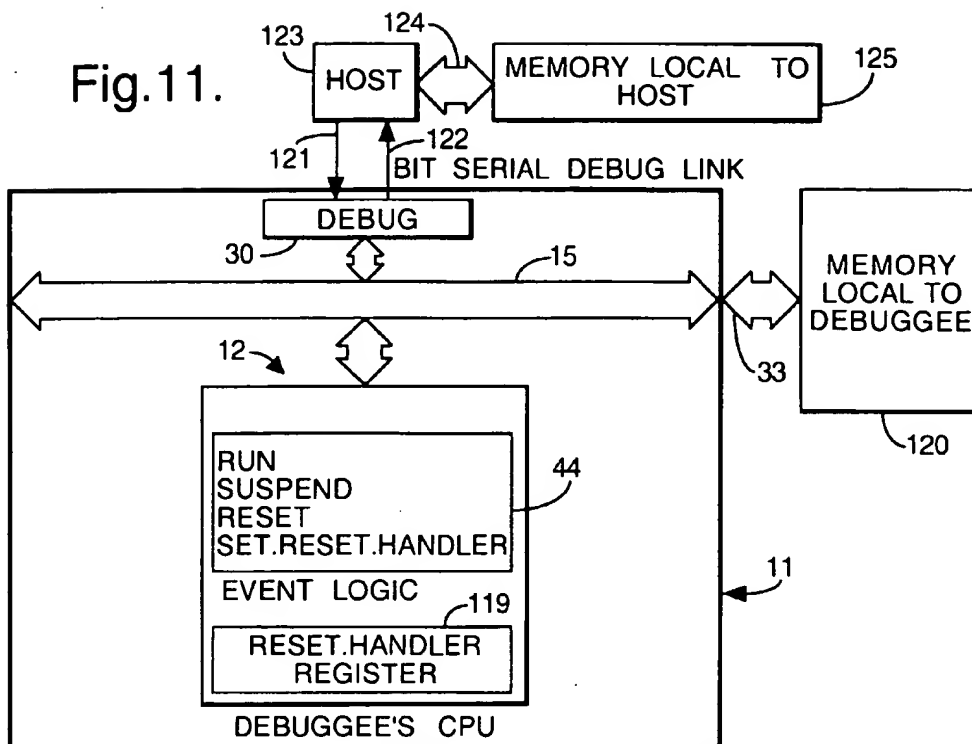 Fig.11.
123
HOST
124
MEMORY LOCAL TO
HOST
125
121
122
BIT SERIAL DEBUG LINK
DEBUG
30
15
MEMORY
LOCAL TO
DEBUGGEE
33
120
12
RUN
SUSPEND
RESET
SET.RESET.HANDLER
44
EVENT LOGIC
119
RESET.HANDLER
REGISTER
11
DEBUGGEE'S CPU